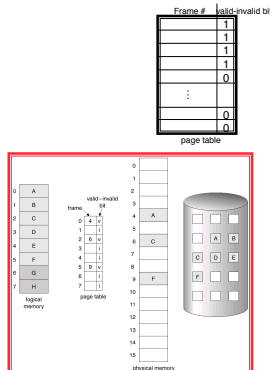 Frame # valid-invalid bit
1
1
1
1
0
⋮
0
0
page table
0
1
2
valid–invalid
3
frame bit
0 A
0 4 v
4 A
1 B
1 i
5
2 C
2 6 v
6 C
A B
3 D
3 i
7
4 E
4 i
8
C D E
5 F
5 9 v
9 F
F
6 G
6 i
10
7 H
7 i
11
logical
memory
page table
12
13
14
15
physical memory